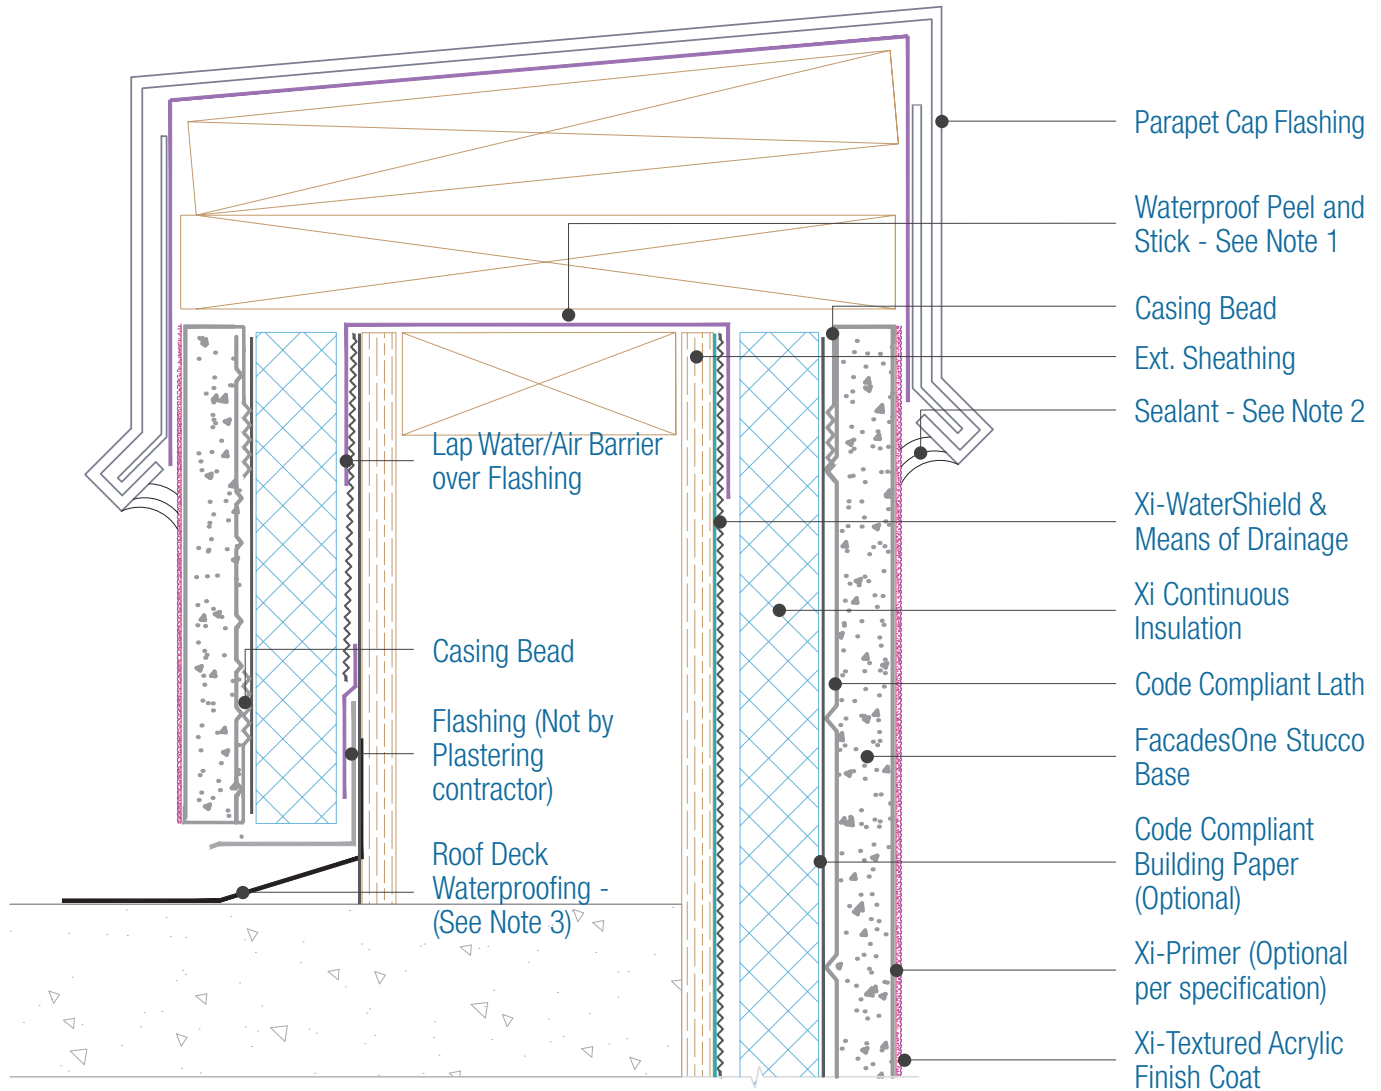 Parapet Cap Flashing
Waterproof Peel and
Stick - See Note 1
Casing Bead
Ext. Sheathing
Sealant - See Note 2
Lap Water/Air Barrier
over Flashing
Xi-WaterShield &
Means of Drainage
Xi Continuous
Insulation
Casing Bead
Code Compliant Lath
Flashing (Not by
Plastering
contractor)
FacadesOne Stucco
Base
Roof Deck
Waterproofing -
(See Note 3)
Code Compliant
Building Paper
(Optional)
Xi-Primer (Optional
per specification)
Xi-Textured Acrylic
Finish Coat